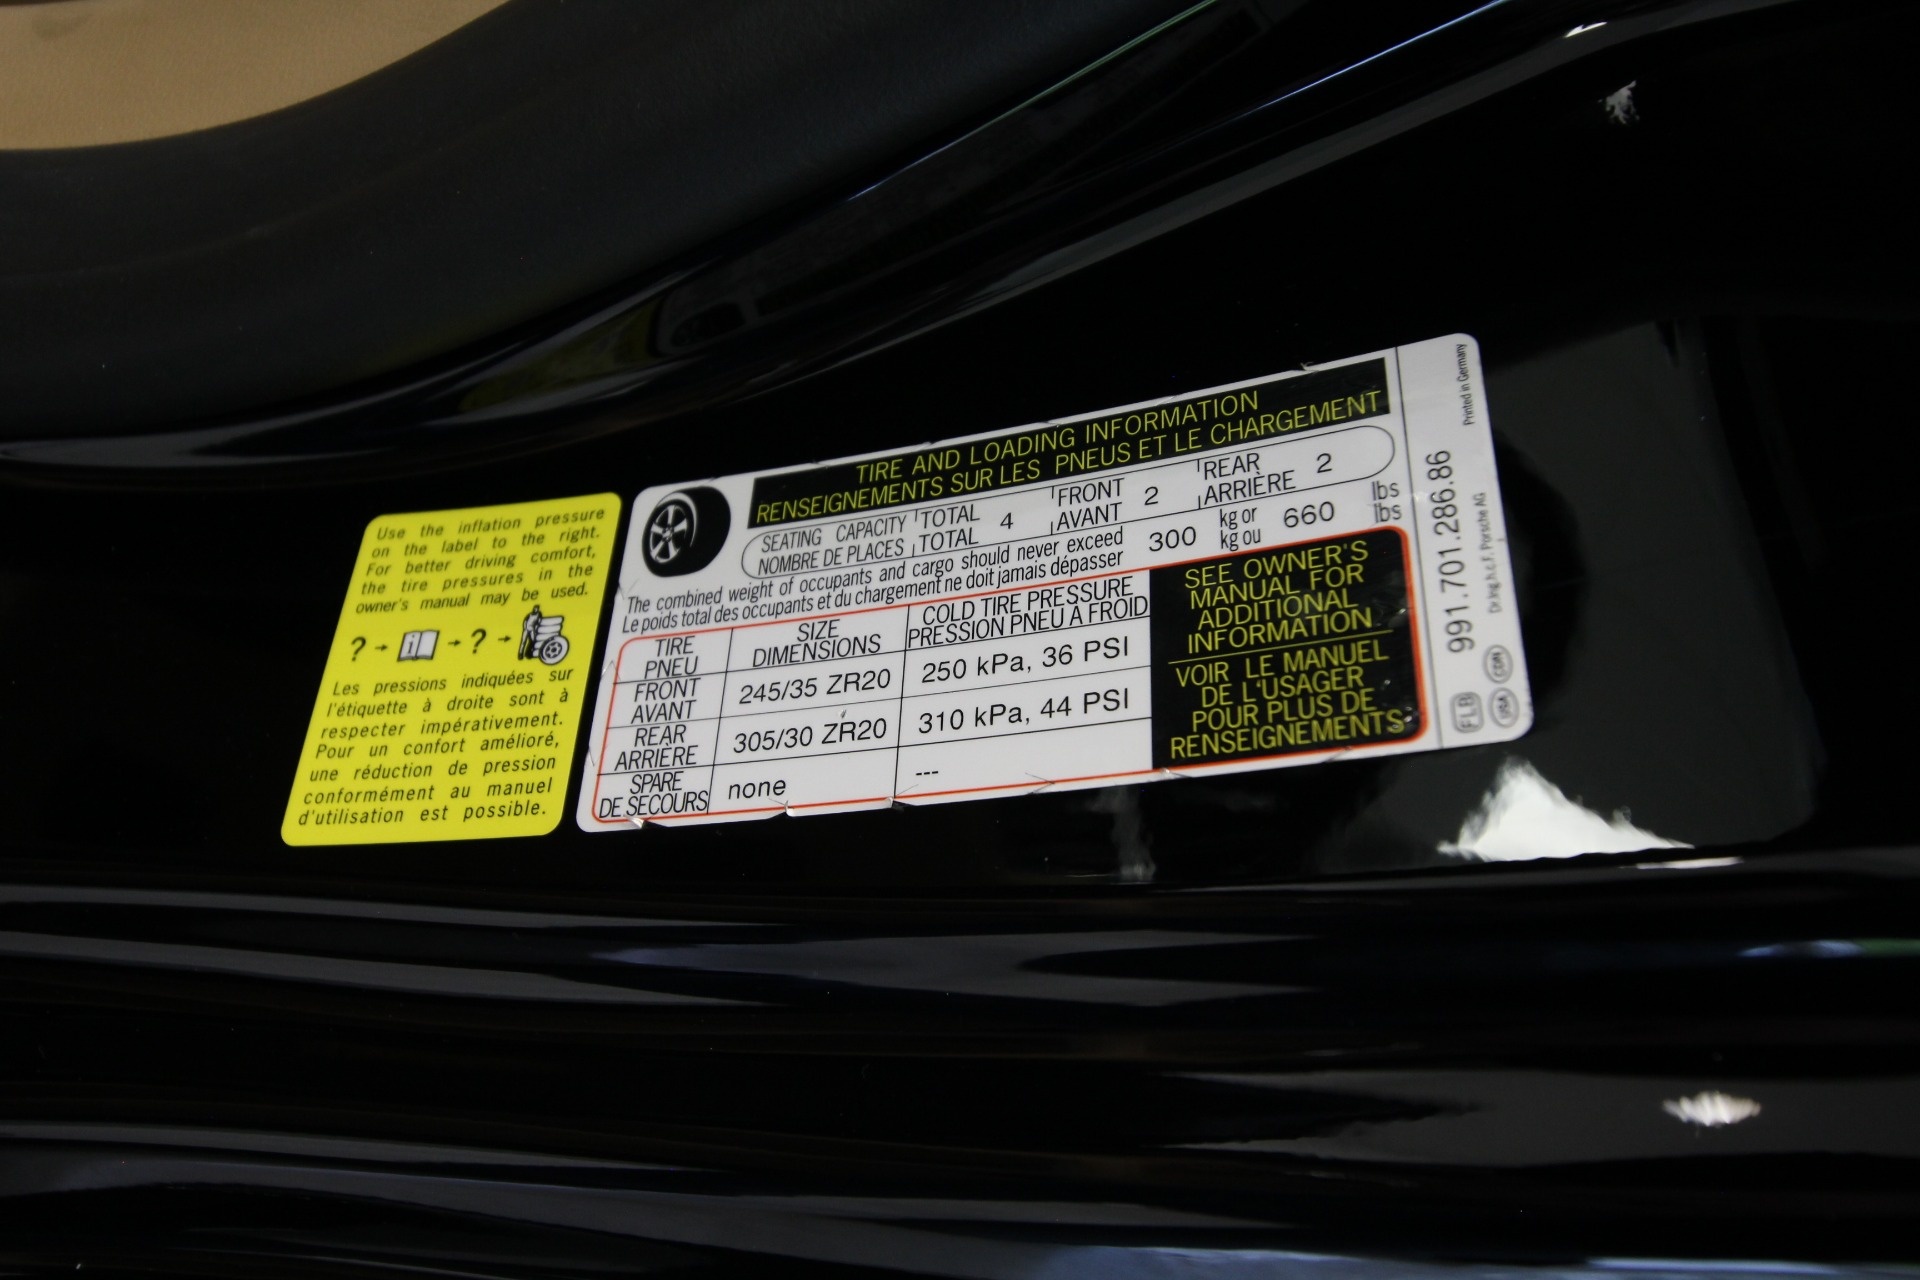 Use the inflation pressure
on the label to the right.
For better driving comfort,
the tire pressures in the
owner's manual may be used.
? i ?
Les pressions indiquées sur
l'étiquette à droite sont à
respecter impérativement.
Pour un confort amélioré,
une réduction de pression
conformément au manuel
d'utilisation est possible.
TIRE AND LOADING INFORMATION
RENSEIGNEMENTS SUR LES PNEUS ET LE CHARGEMENT
SEATING CAPACITY TOTAL 4 FRONT 2 REAR 2
NOMBRE DE PLACES TOTAL AVANT ARRIÈRE
The combined weight of occupants and cargo should never exceed 300 kg or 660 lbs
Le poids total des occupants et du chargement ne doit jamais dépasser kg ou lbs
TIRE SIZE COLD TIRE PRESSURE
PNEU DIMENSIONS PRESSION PNEU A FROID
FRONT 245/35 ZR20 250 kPa, 36 PSI
AVANT
REAR 305/30 ZR20 310 kPa, 44 PSI
ARRIÈRE
SPARE none ---
DE SECOURS
SEE OWNER'S
MANUAL FOR
ADDITIONAL
INFORMATION
VOIR LE MANUEL
DE L'USAGER
POUR PLUS DE
RENSEIGNEMENTS
991.701.286.86
Printed in Germany
Dr.Ing.h.c.F. Porsche AG
FLB
USA
CDN